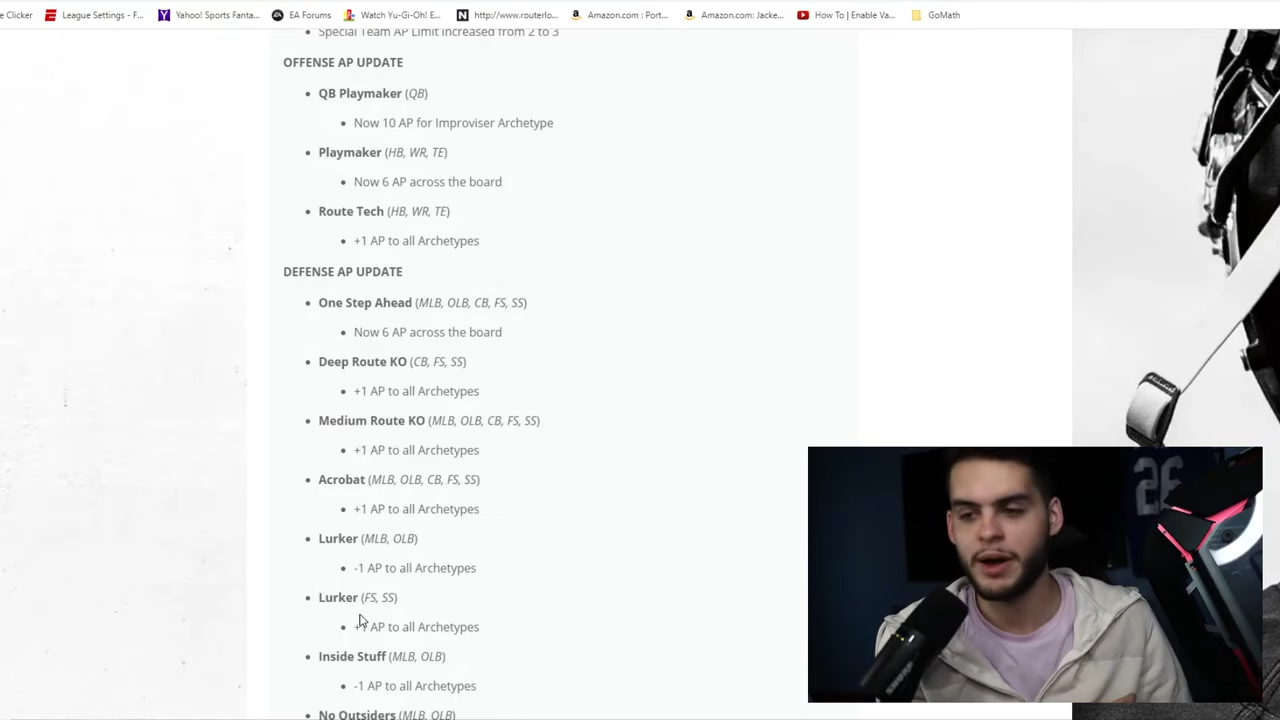 e Clicker
League Settings - F...
Yahoo! Sports Fanta...
EA Forums
Watch Yu-Gi-Oh! E...
http://www.routerlo...
Amazon.com : Port...
Amazon.com: Jacke...
How To | Enable Va...
GoMath
Special Team AP Limit increased from 2 to 3
OFFENSE AP UPDATE
QB Playmaker (QB)
Now 10 AP for Improviser Archetype
Playmaker (HB, WR, TE)
Now 6 AP across the board
Route Tech (HB, WR, TE)
+1 AP to all Archetypes
DEFENSE AP UPDATE
One Step Ahead (MLB, OLB, CB, FS, SS)
Now 6 AP across the board
Deep Route KO (CB, FS, SS)
+1 AP to all Archetypes
Medium Route KO (MLB, OLB, CB, FS, SS)
+1 AP to all Archetypes
Acrobat (MLB, OLB, CB, FS, SS)
+1 AP to all Archetypes
Lurker (MLB, OLB)
-1 AP to all Archetypes
Lurker (FS, SS)
+1 AP to all Archetypes
Inside Stuff (MLB, OLB)
-1 AP to all Archetypes
No Outsiders (MLB, OLB)
26